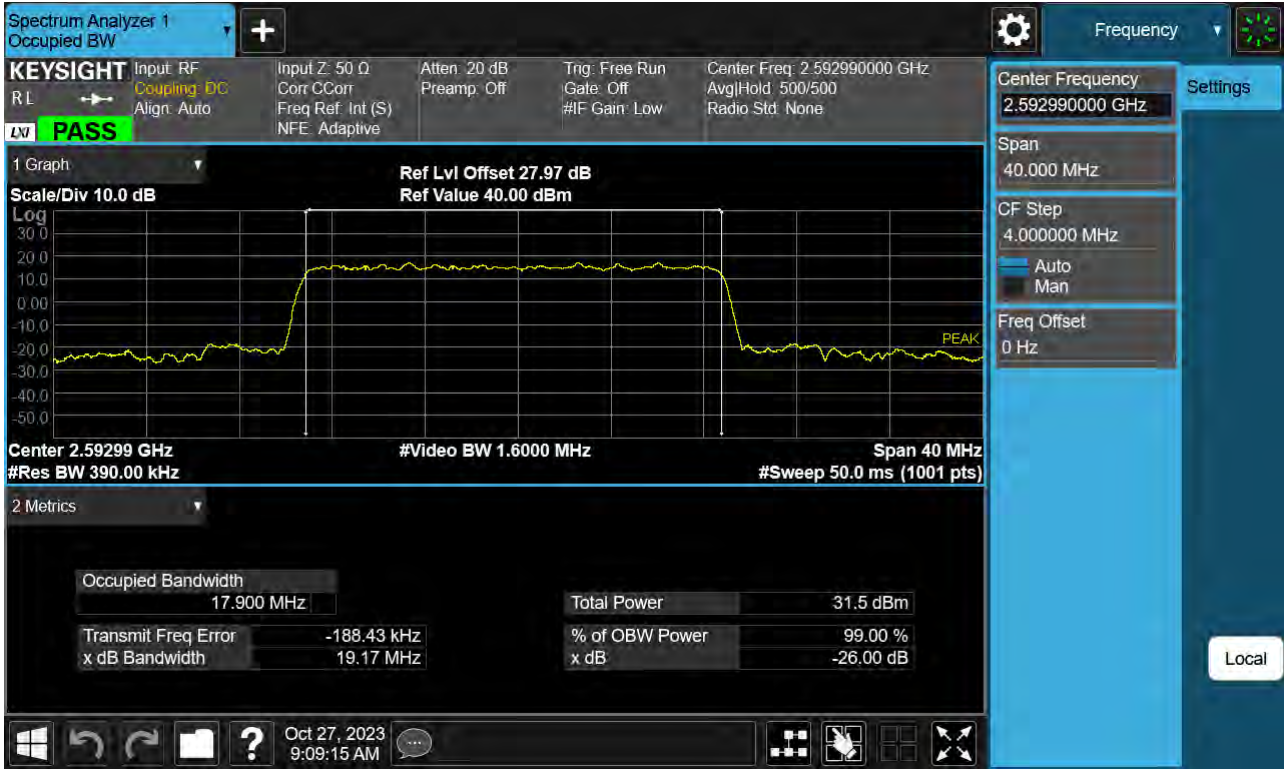 Spectrum Analyzer 1
Occupied BW
+
Frequency
KEYSIGHT
RL
LXI PASS
Input: RF
Coupling: DC
Align: Auto
Input Z: 50 Ω
Corr CCorr
Freq Ref: Int (S)
NFE: Adaptive
Atten: 20 dB
Preamp: Off
Trig: Free Run
Gate: Off
#IF Gain: Low
Center Freq: 2.592990000 GHz
Avg|Hold: 500/500
Radio Std: None
Center Frequency
2.592990000 GHz
Settings
Span
40.000 MHz
CF Step
4.000000 MHz
Auto
Man
Freq Offset
0 Hz
Local
1 Graph
Scale/Div 10.0 dB
Ref Lvl Offset 27.97 dB
Ref Value 40.00 dBm
Log
30.0
20.0
10.0
0.00
-10.0
-20.0
-30.0
-40.0
-50.0
PEAK
Center 2.59299 GHz
#Video BW 1.6000 MHz
Span 40 MHz
#Res BW 390.00 kHz
#Sweep 50.0 ms (1001 pts)
2 Metrics
Occupied Bandwidth
17.900 MHz
Total Power 31.5 dBm
Transmit Freq Error -188.43 kHz
% of OBW Power 99.00 %
x dB Bandwidth 19.17 MHz
x dB -26.00 dB
?
Oct 27, 2023
9:09:15 AM